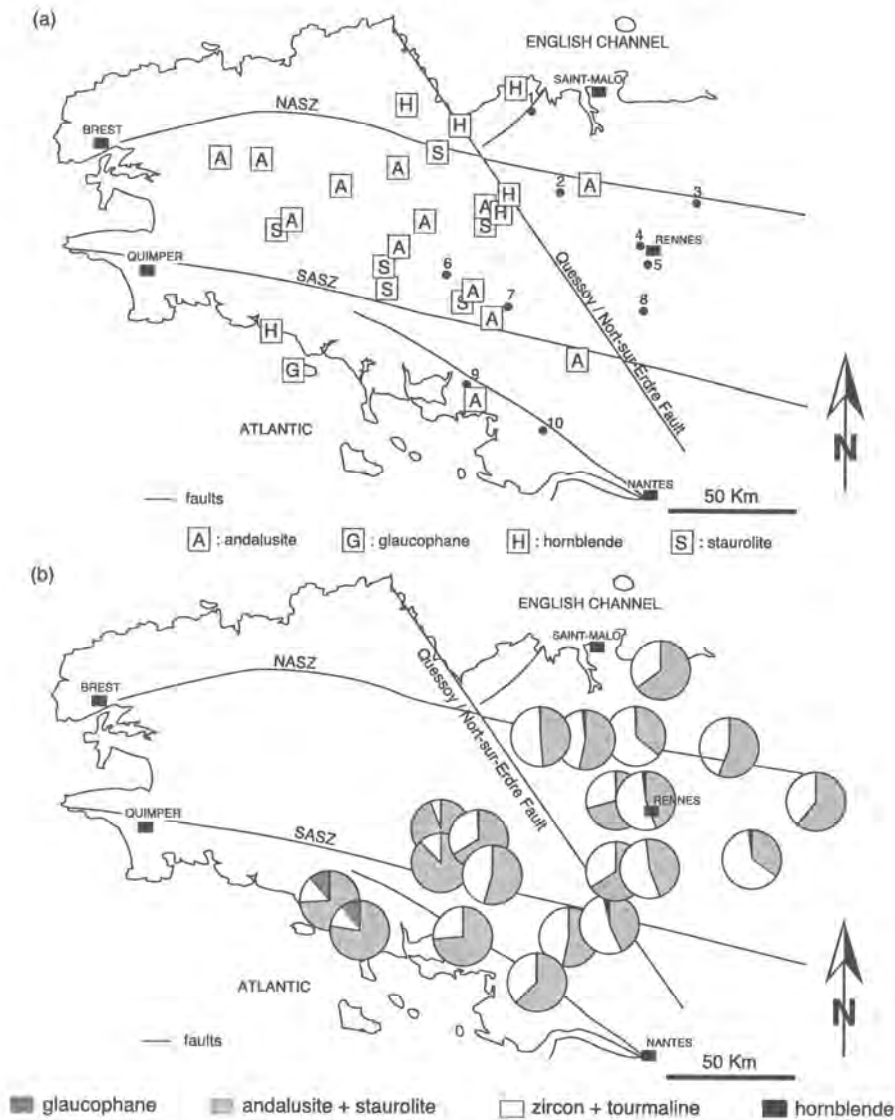 (a)
ENGLISH CHANNEL
SAINT-MALO
H
H
1
H
NASZ
BREST
S
A
A
A
A
2
A
3
H
A
H
S
A
A
S
4
RENNES
5
QUIMPER
A
S
6
SASZ
S
A
S
7
8
A
Quessoy / Nort-sur-Erdre Fault
H
A
G
9
A
10
ATLANTIC
N
NANTES
faults
50 Km
A : andalusite
G : glaucophane
H : hornblende
S : staurolite
(b)
ENGLISH CHANNEL
SAINT-MALO
NASZ
BREST
Quessoy / Nort-sur-Erdre Fault
RENNES
QUIMPER
SASZ
ATLANTIC
N
faults
NANTES
50 Km
glaucophane
andalusite + staurolite
zircon + tourmaline
hornblende